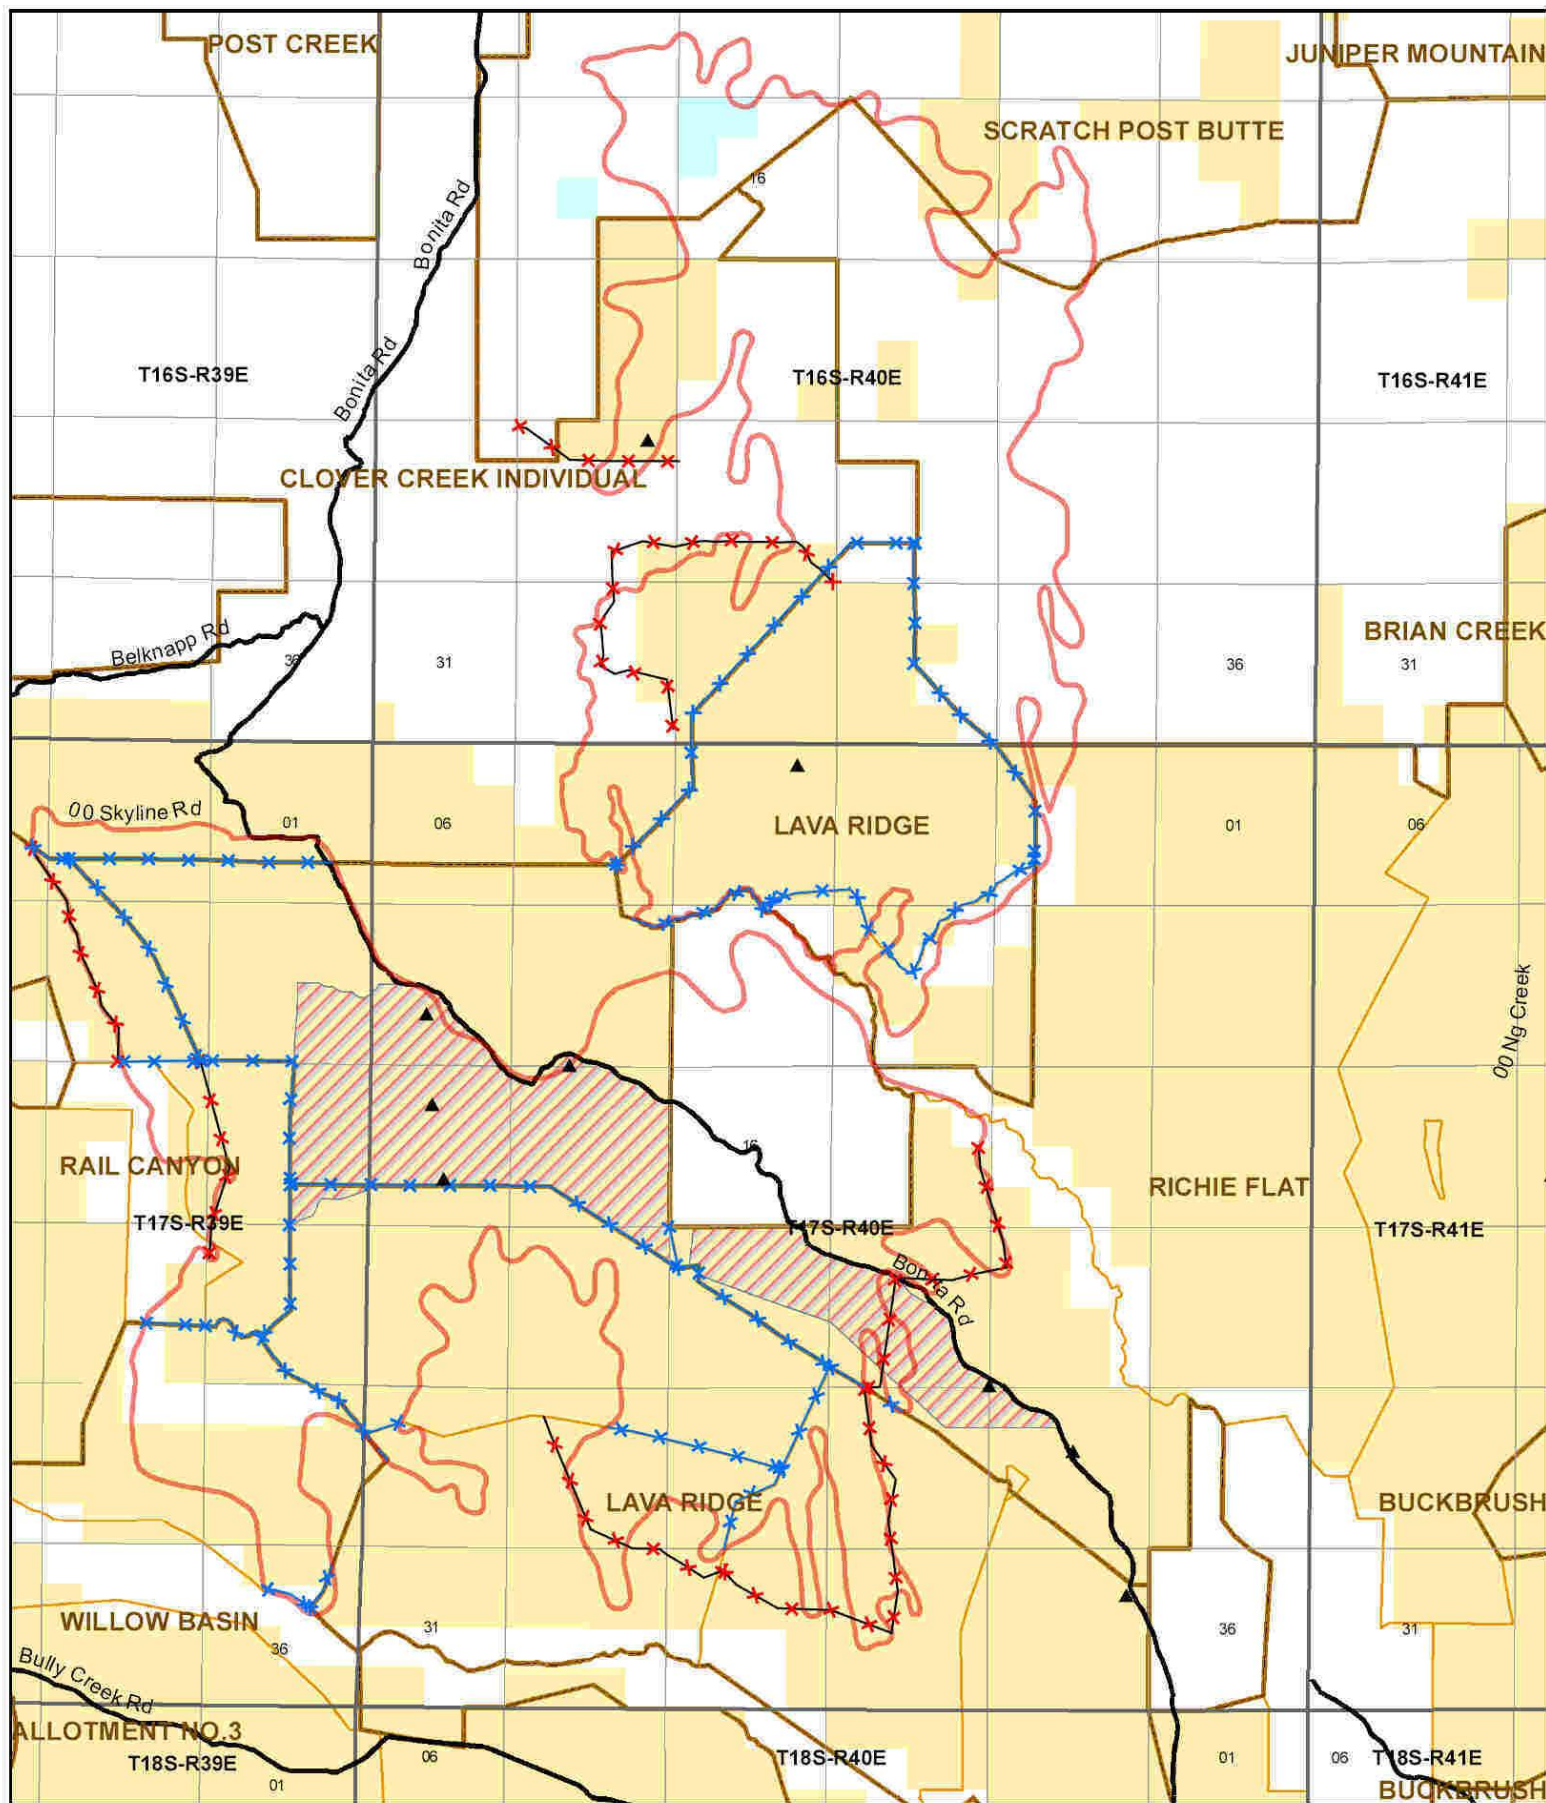 POST CREEK
JUNIPER MOUNTAIN
SCRATCH POST BUTTE
16
Bonita Rd
Bonita Rd
T16S-R39E
T16S-R40E
T16S-R41E
CLOVER CREEK INDIVIDUAL
Belknapp Rd
BRIAN CREEK
36
31
36
31
00 Skyline Rd
01
06
LAVA RIDGE
01
06
00 Ng Creek
16
RAIL CANYON
RICHIE FLAT
T17S-R39E
T17S-R40E
T17S-R41E
Bonita Rd
LAVA RIDGE
BUCKBRUSH
WILLOW BASIN
36
31
36
31
Bully Creek Rd
ALLOTMENT NO.3
T18S-R39E
06
T18S-R40E
01
06
T18S-R41E
01
BUCKBRUSH